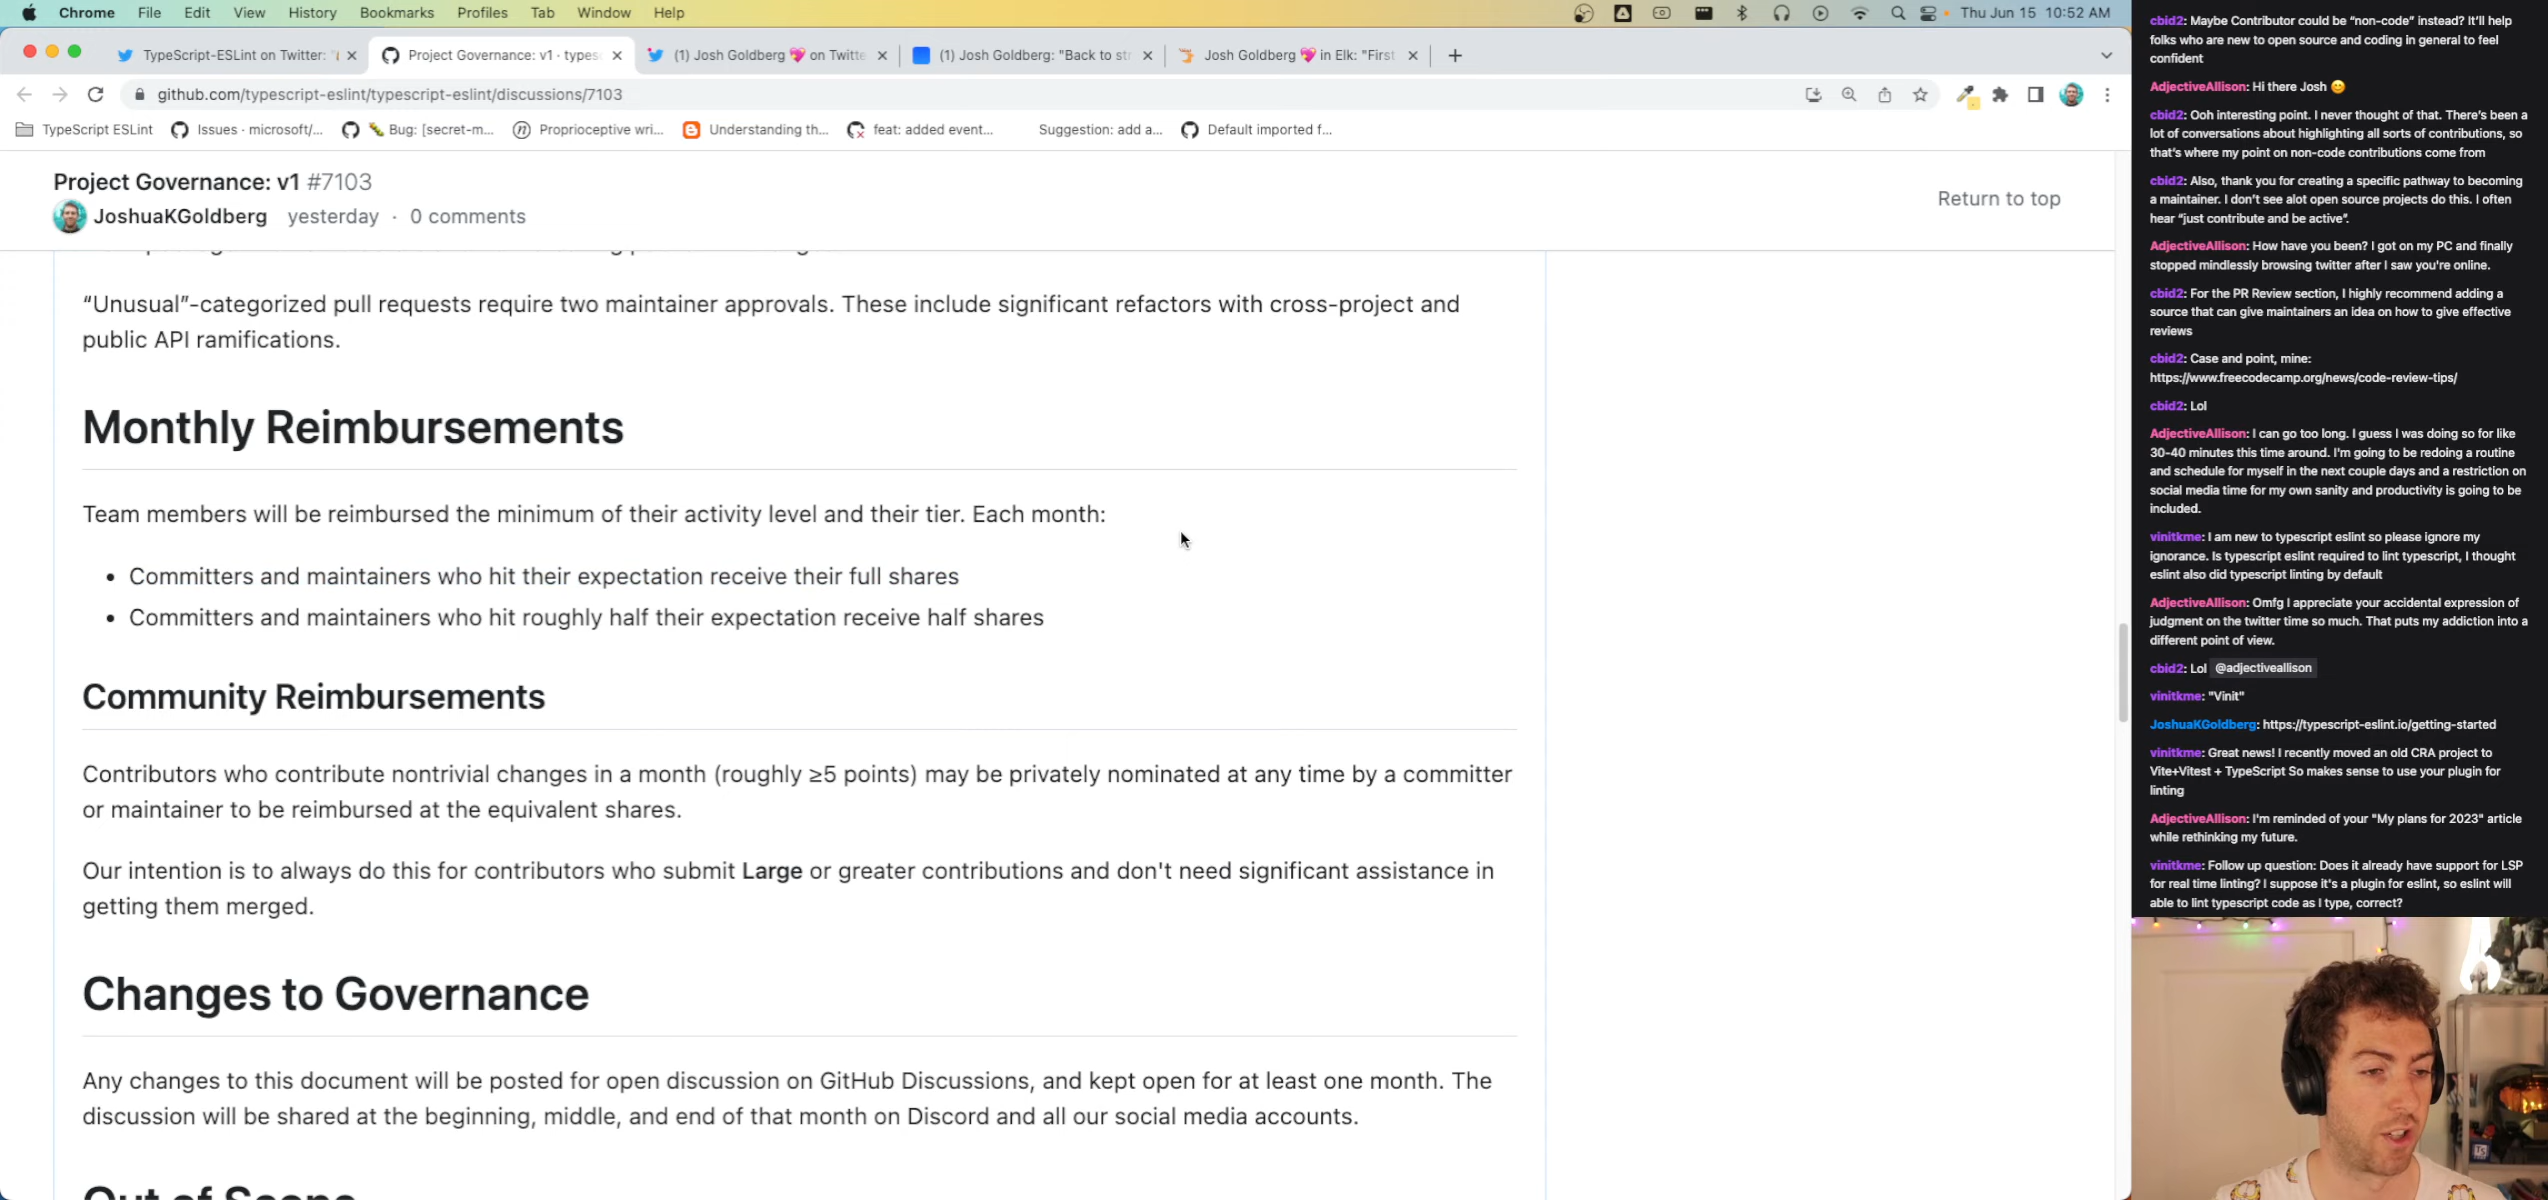 Chrome File Edit View History Bookmarks Profiles Tab Window Help
Thu Jun 15 10:52 AM
TypeScript-ESLint on Twitter: "
Project Governance: v1 · types
(1) Josh Goldberg 💖 on Twitte
(1) Josh Goldberg: "Back to str
Josh Goldberg 💖 in Elk: "First
github.com/typescript-eslint/typescript-eslint/discussions/7103
TypeScript ESLint
Issues · microsoft/...
🐛 Bug: [secret-m...
Proprioceptive wri...
Understanding th...
feat: added event...
Suggestion: add a...
Default imported f...
Project Governance: v1 #7103
JoshuaKGoldberg yesterday · 0 comments
Return to top
“Unusual”-categorized pull requests require two maintainer approvals. These include significant refactors with cross-project and
public API ramifications.
Monthly Reimbursements
Team members will be reimbursed the minimum of their activity level and their tier. Each month:
• Committers and maintainers who hit their expectation receive their full shares
• Committers and maintainers who hit roughly half their expectation receive half shares
Community Reimbursements
Contributors who contribute nontrivial changes in a month (roughly ≥5 points) may be privately nominated at any time by a committer
or maintainer to be reimbursed at the equivalent shares.
Our intention is to always do this for contributors who submit Large or greater contributions and don't need significant assistance in
getting them merged.
Changes to Governance
Any changes to this document will be posted for open discussion on GitHub Discussions, and kept open for at least one month. The
discussion will be shared at the beginning, middle, and end of that month on Discord and all our social media accounts.
Out of Scope
cbid2: Maybe Contributor could be “non-code” instead? It’ll help
folks who are new to open source and coding in general to feel
confident
AdjectiveAllison: Hi there Josh 😊
cbid2: Ooh interesting point. I never thought of that. There’s been a
lot of conversations about highlighting all sorts of contributions, so
that’s where my point on non-code contributions come from
cbid2: Also, thank you for creating a specific pathway to becoming
a maintainer. I don’t see alot open source projects do this. I often
hear “just contribute and be active”.
AdjectiveAllison: How have you been? I got on my PC and finally
stopped mindlessly browsing twitter after I saw you're online.
cbid2: For the PR Review section, I highly recommend adding a
source that can give maintainers an idea on how to give effective
reviews
cbid2: Case and point, mine:
https://www.freecodecamp.org/news/code-review-tips/
cbid2: Lol
AdjectiveAllison: I can go too long. I guess I was doing so for like
30-40 minutes this time around. I'm going to be redoing a routine
and schedule for myself in the next couple days and a restriction on
social media time for my own sanity and productivity is going to be
included.
vinitkme: I am new to typescript eslint so please ignore my
ignorance. Is typescript eslint required to lint typescript, I thought
eslint also did typescript linting by default
AdjectiveAllison: Omfg I appreciate your accidental expression of
judgment on the twitter time so much. That puts my addiction into a
different point of view.
cbid2: Lol @adjectiveallison
vinitkme: "Vinit"
JoshuaKGoldberg: https://typescript-eslint.io/getting-started
vinitkme: Great news! I recently moved an old CRA project to
Vite+Vitest + TypeScript So makes sense to use your plugin for
linting
AdjectiveAllison: I'm reminded of your "My plans for 2023" article
while rethinking my future.
vinitkme: Follow up question: Does it already have support for LSP
for real time linting? I suppose it's a plugin for eslint, so eslint will
able to lint typescript code as I type, correct?